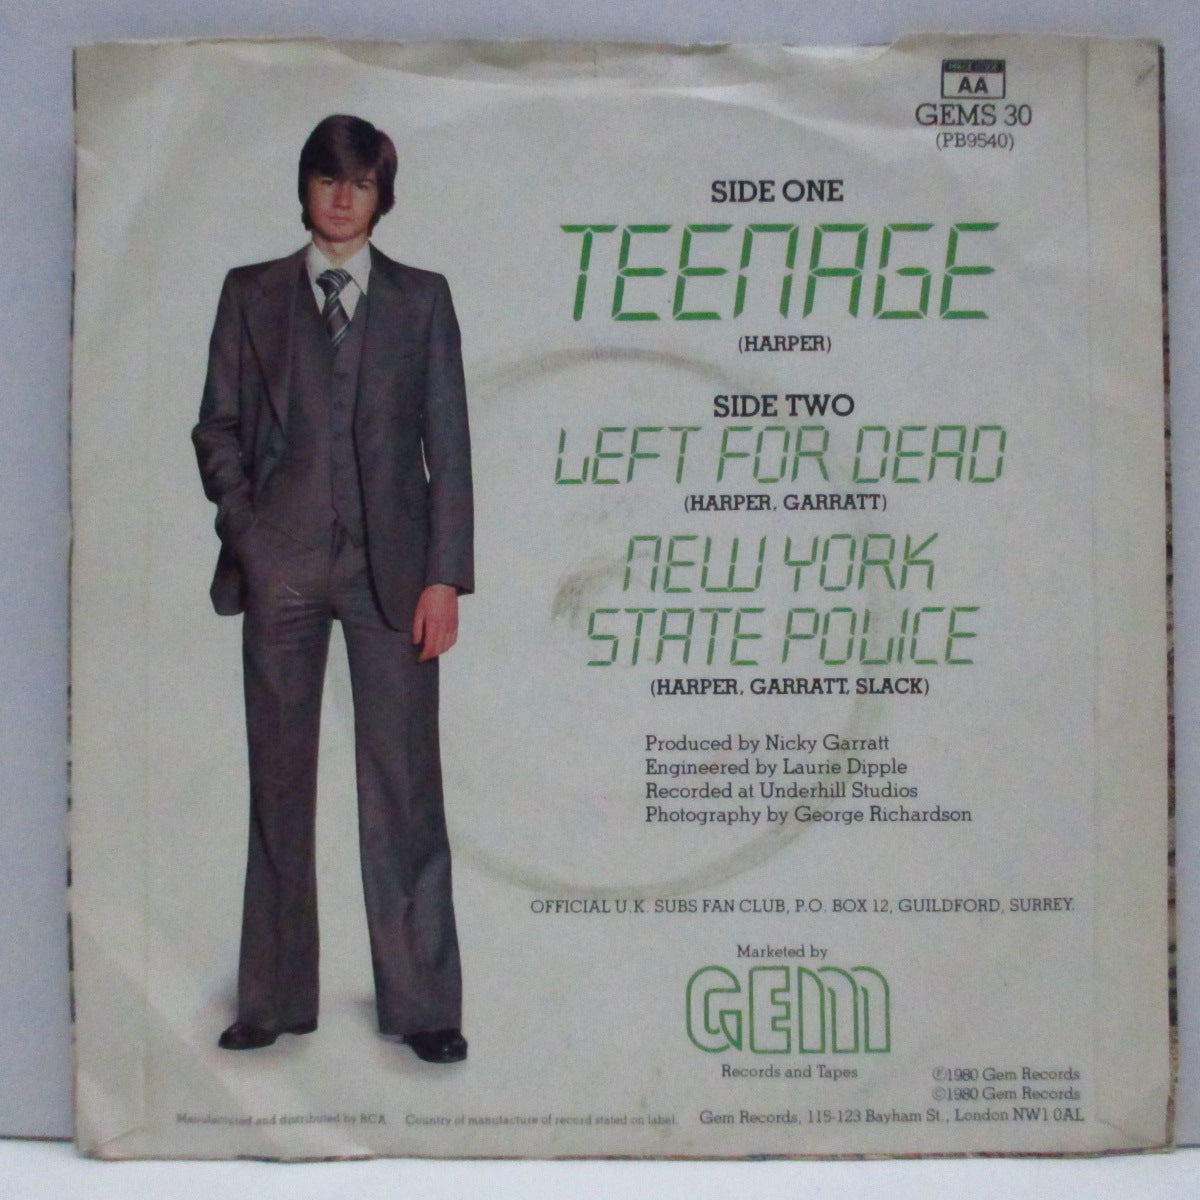 AA
GEMS 30
(PB9540)
SIDE ONE
TEENAGE
(HARPER)
SIDE TWO
LEFT FOR DEAD
(HARPER, GARRATT)
NEW YORK
STATE POLICE
(HARPER, GARRATT, SLACK)
Produced by Nicky Garratt
Engineered by Laurie Dipple
Recorded at Underhill Studios
Photography by George Richardson
OFFICIAL U.K. SUBS FAN CLUB, P.O. BOX 12, GUILDFORD, SURREY.
Marketed by
GEM
Records and Tapes
℗1980 Gem Records
©1980 Gem Records
Manufactured and distributed by RCA Country of manufacture of record stated on label. Gem Records, 115-123 Bayham St., London NW1 0AL